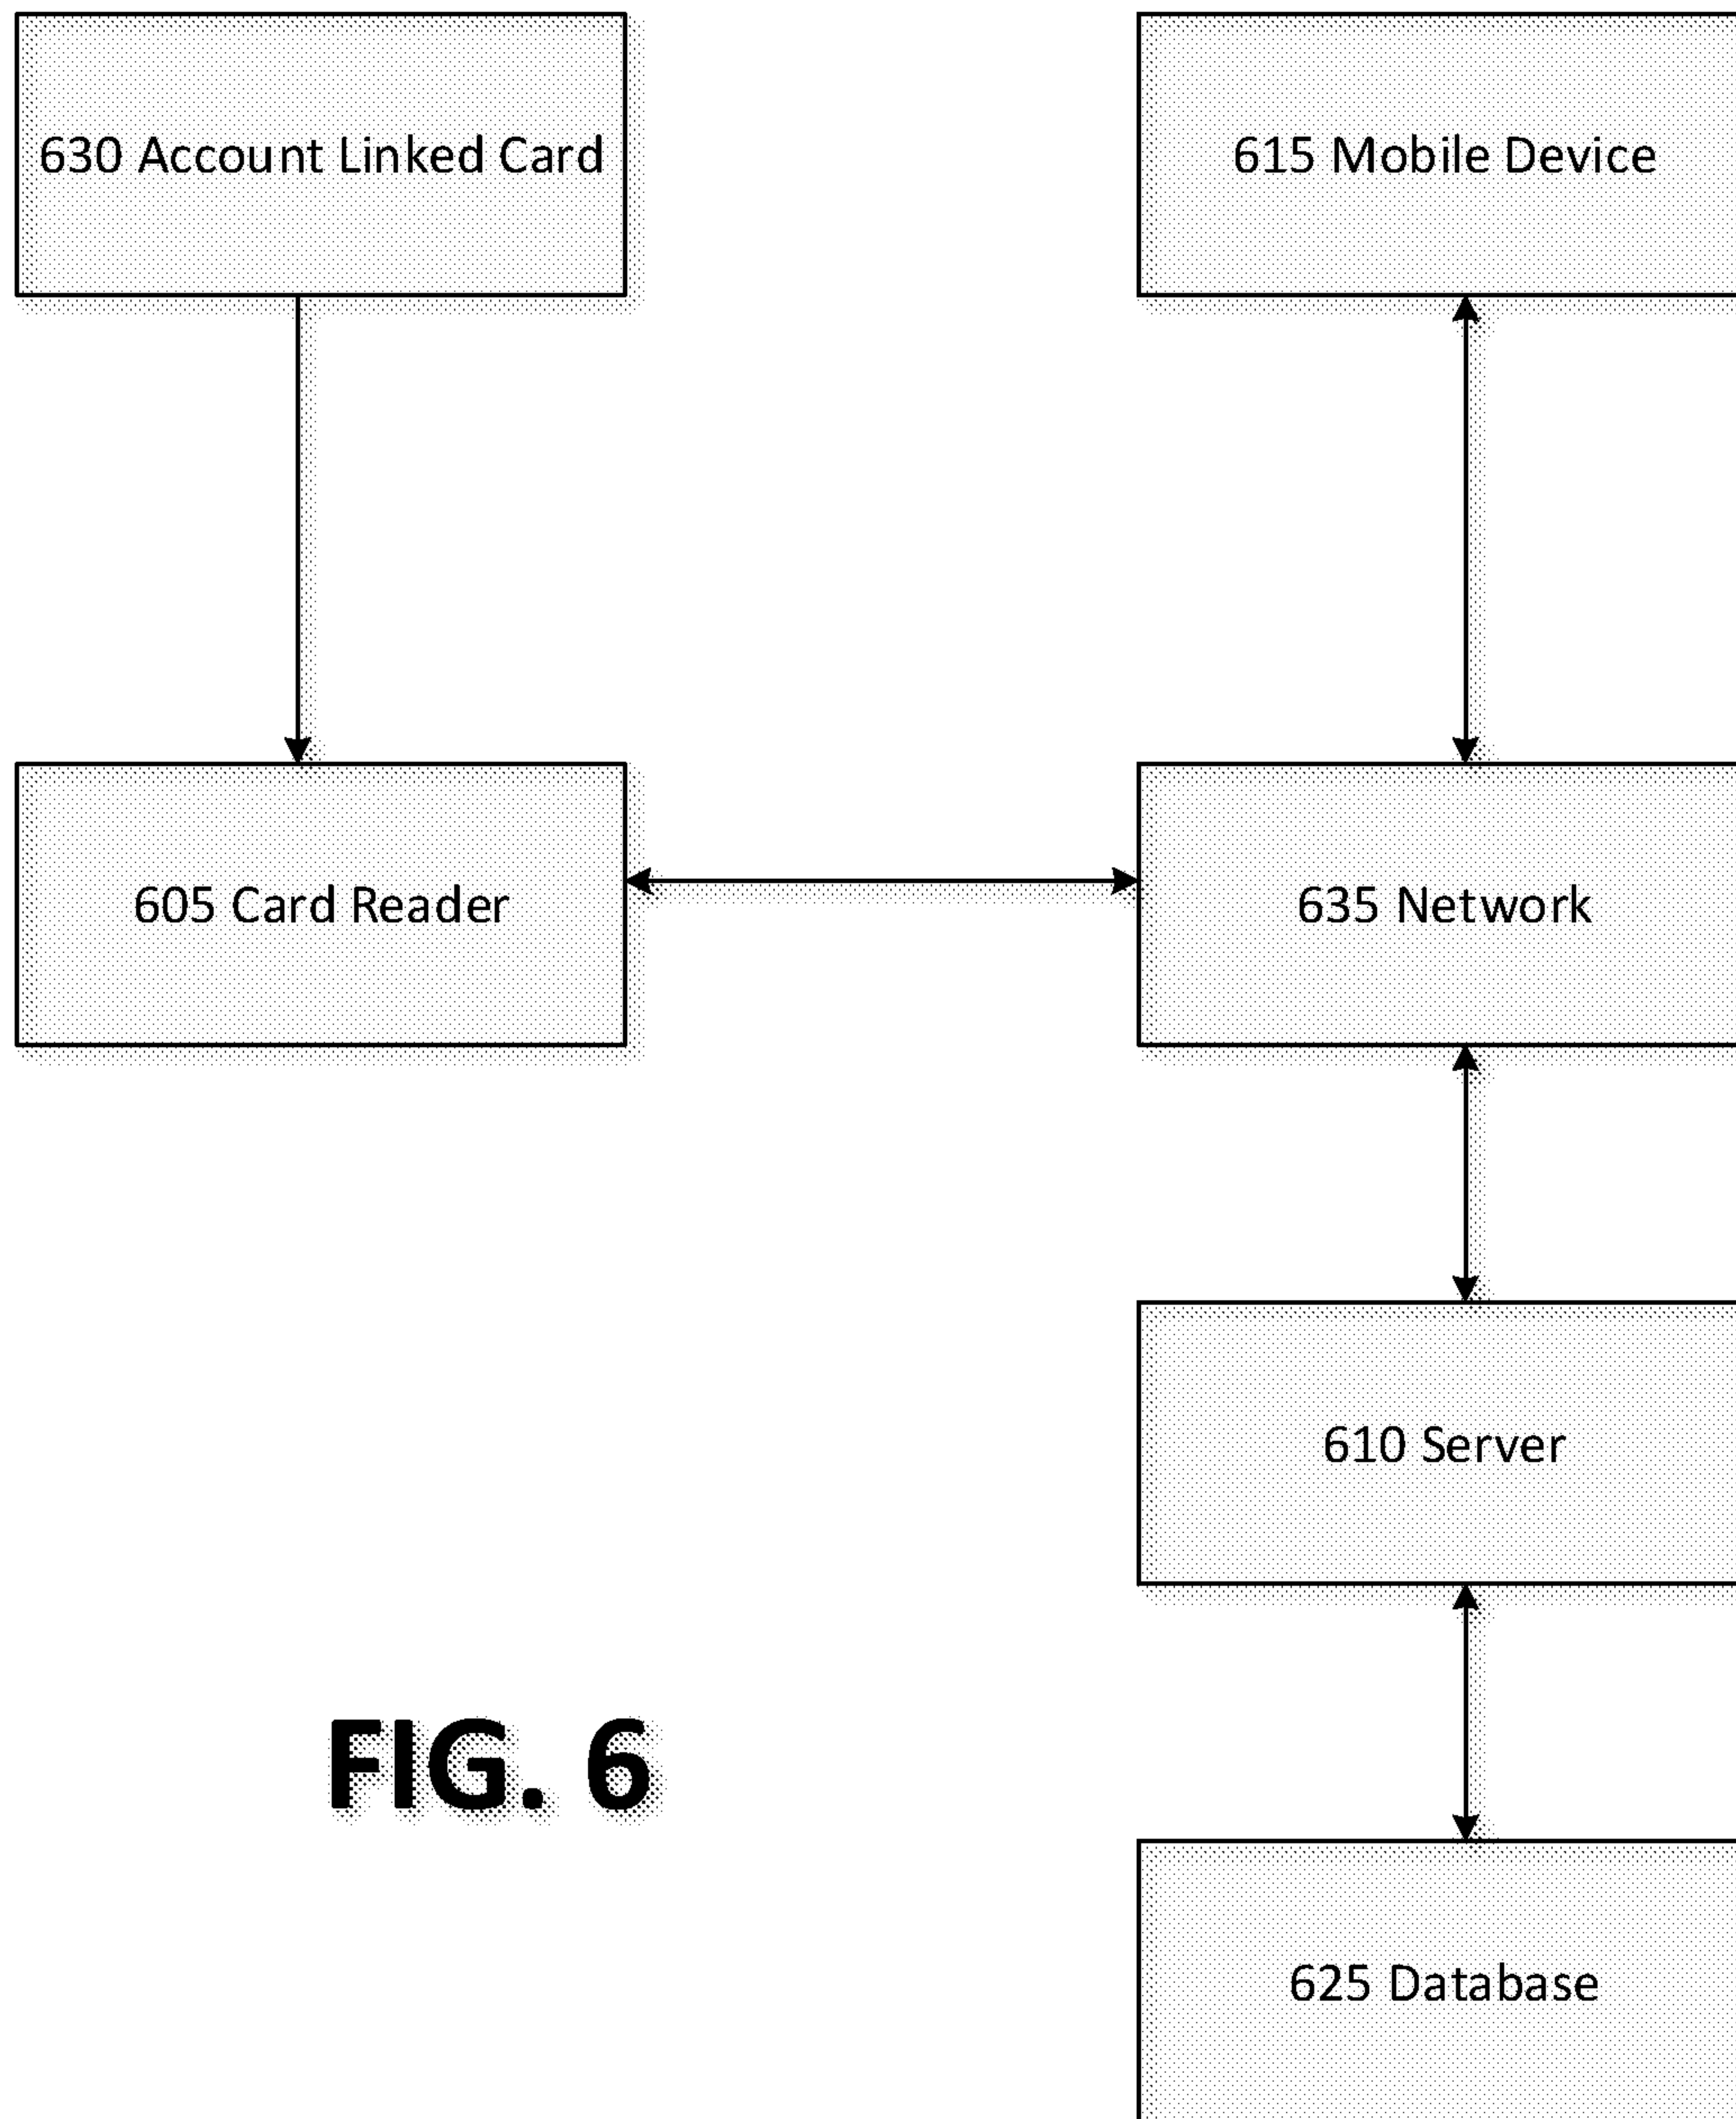 630 Account Linked Card
615 Mobile Device
605 Card Reader
635 Network
610 Server
FIG. 6
625 Database